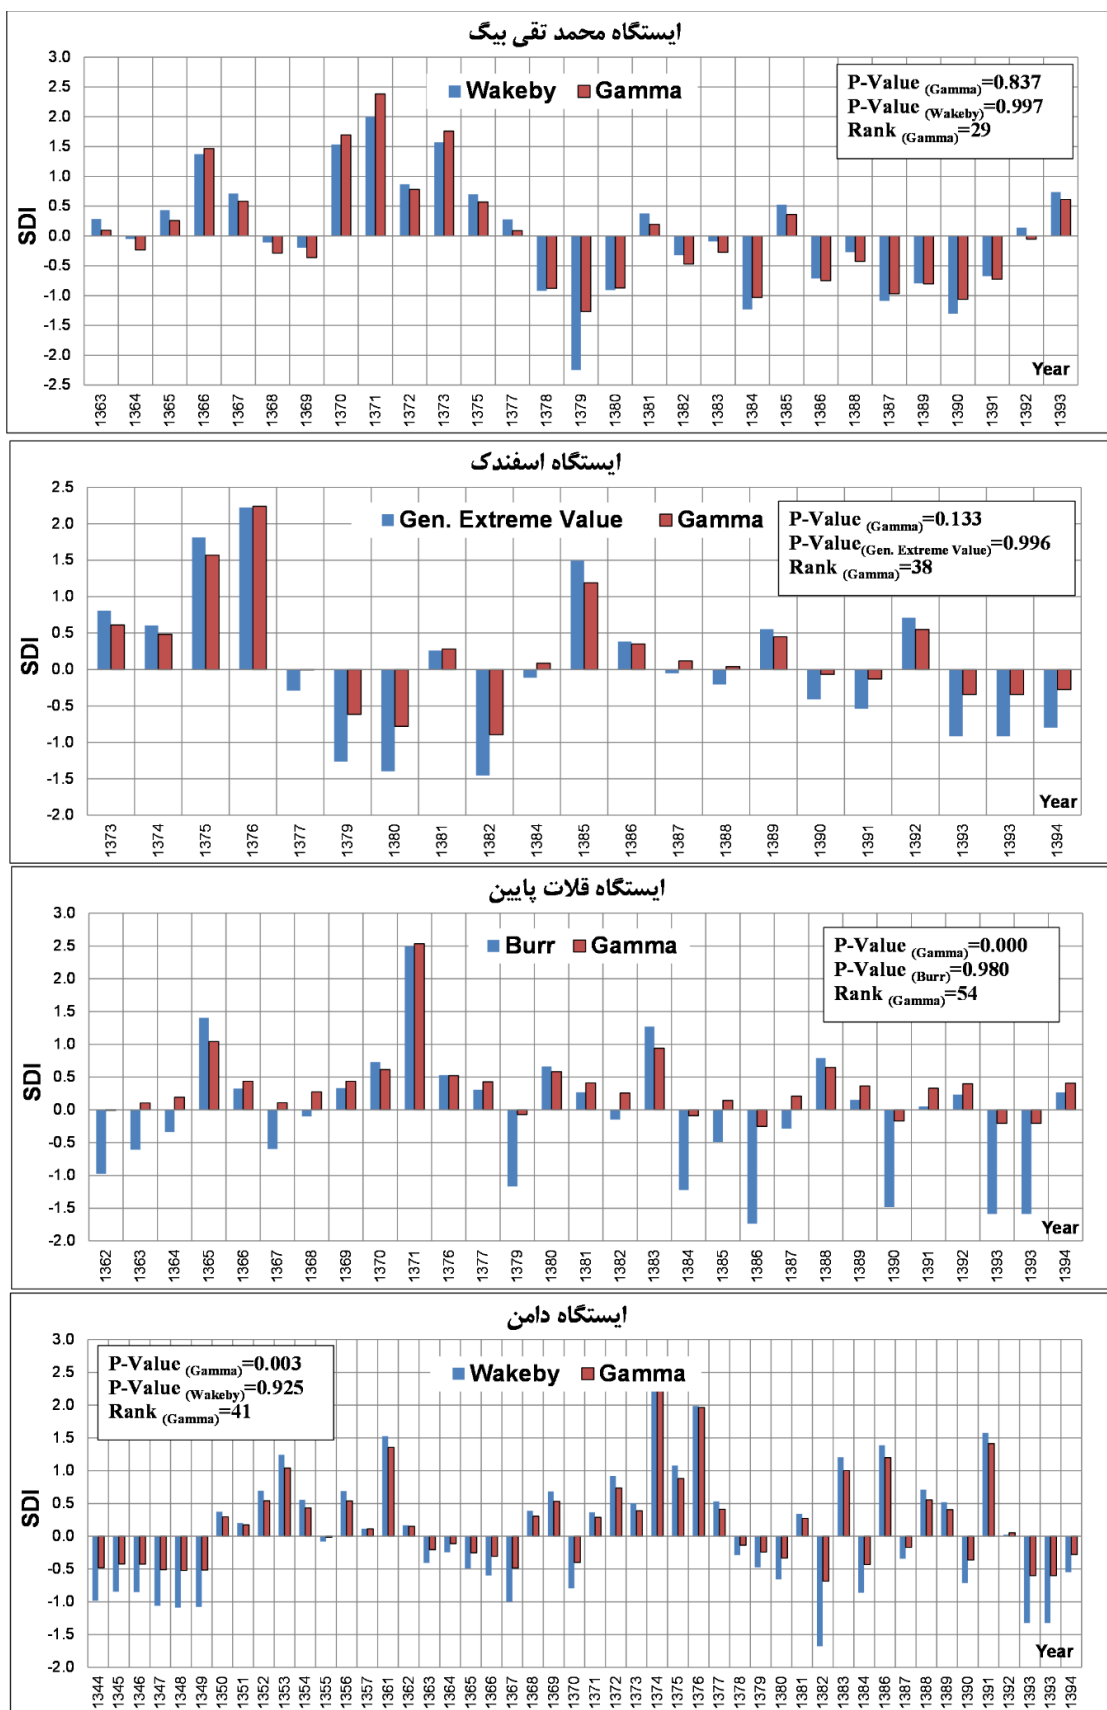 ایستگاه محمد تقی بیگ
3.0
2.5
2.0
1.5
1.0
0.5
0.0
-0.5
-1.0
-1.5
-2.0
-2.5
SDI
Wakeby Gamma
P-Value (Gamma)=0.837
P-Value (Wakeby)=0.997
Rank (Gamma)=29
Year
1363 1364 1365 1366 1367 1368 1369 1370 1371 1372 1373 1375 1377 1378 1379 1380 1381 1382 1383 1384 1385 1386 1388 1387 1389 1390 1391 1392 1393
ایستگاه اسفندک
2.5
2.0
1.5
1.0
0.5
0.0
-0.5
-1.0
-1.5
-2.0
SDI
Gen. Extreme Value Gamma
P-Value (Gamma)=0.133
P-Value(Gen. Extreme Value)=0.996
Rank (Gamma)=38
Year
1373 1374 1375 1376 1377 1379 1380 1381 1382 1384 1385 1386 1387 1388 1389 1390 1391 1392 1393 1393 1394
ایستگاه قلات پایین
3.0
2.5
2.0
1.5
1.0
0.5
0.0
-0.5
-1.0
-1.5
-2.0
SDI
Burr Gamma
P-Value (Gamma)=0.000
P-Value (Burr)=0.980
Rank (Gamma)=54
Year
1362 1363 1364 1365 1366 1367 1368 1369 1370 1371 1376 1377 1379 1380 1381 1382 1383 1384 1385 1386 1387 1388 1389 1390 1391 1392 1393 1393 1394
ایستگاه دامن
3.0
2.5
2.0
1.5
1.0
0.5
0.0
-0.5
-1.0
-1.5
-2.0
SDI
P-Value (Gamma)=0.003
P-Value (Wakeby)=0.925
Rank (Gamma)=41
Wakeby Gamma
Year
1344 1345 1346 1347 1348 1349 1350 1351 1352 1353 1354 1355 1356 1357 1361 1362 1363 1364 1365 1366 1367 1368 1369 1370 1371 1372 1373 1374 1375 1376 1377 1378 1379 1380 1381 1382 1383 1384 1386 1387 1388 1389 1390 1391 1392 1393 1393 1394